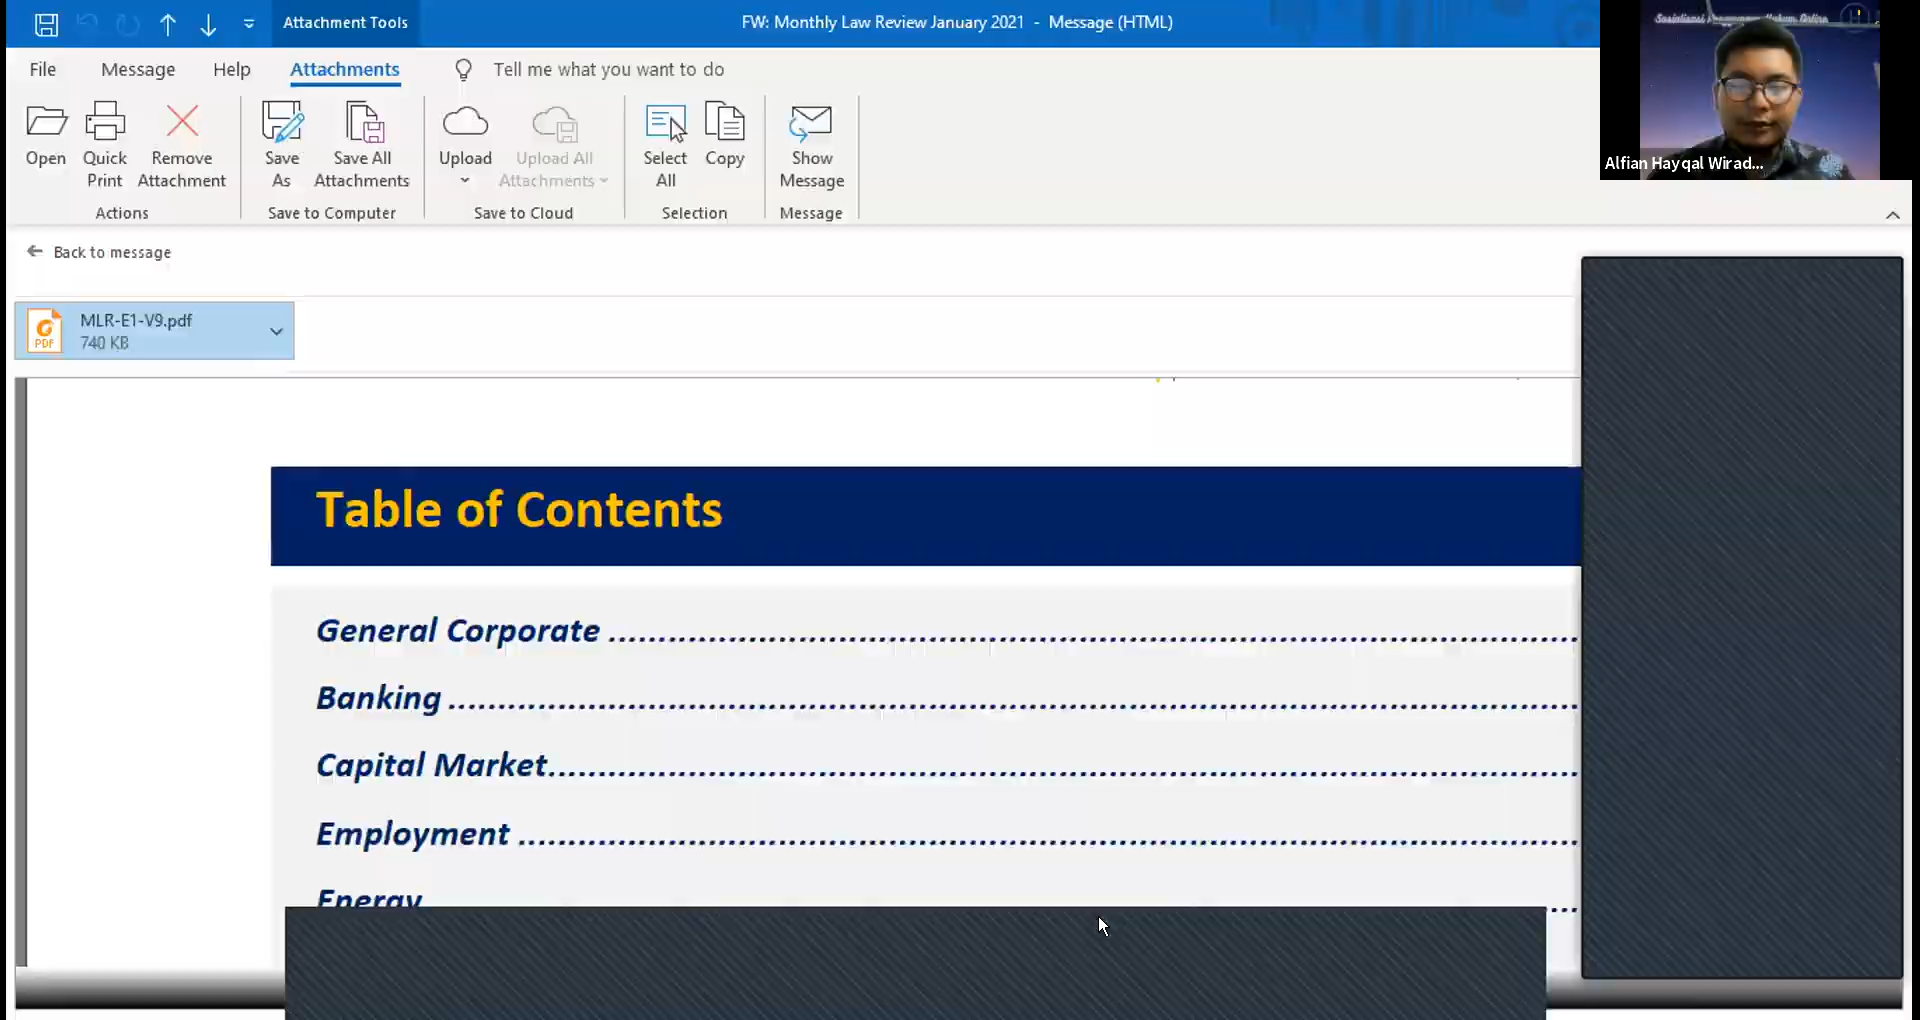 Attachment Tools
FW: Monthly Law Review January 2021 - Message (HTML)
File
Message
Help
Attachments
Tell me what you want to do
Open
Quick
Print
Remove
Attachment
Actions
Save
As
Save All
Attachments
Save to Computer
Upload
Upload All
Attachments
Save to Cloud
Select
All
Copy
Selection
Show
Message
Message
Alfian Hayqal Wirad...
Back to message
PDF
MLR-E1-V9.pdf
740 KB
Table of Contents
General Corporate
Banking
Capital Market
Employment
Energy